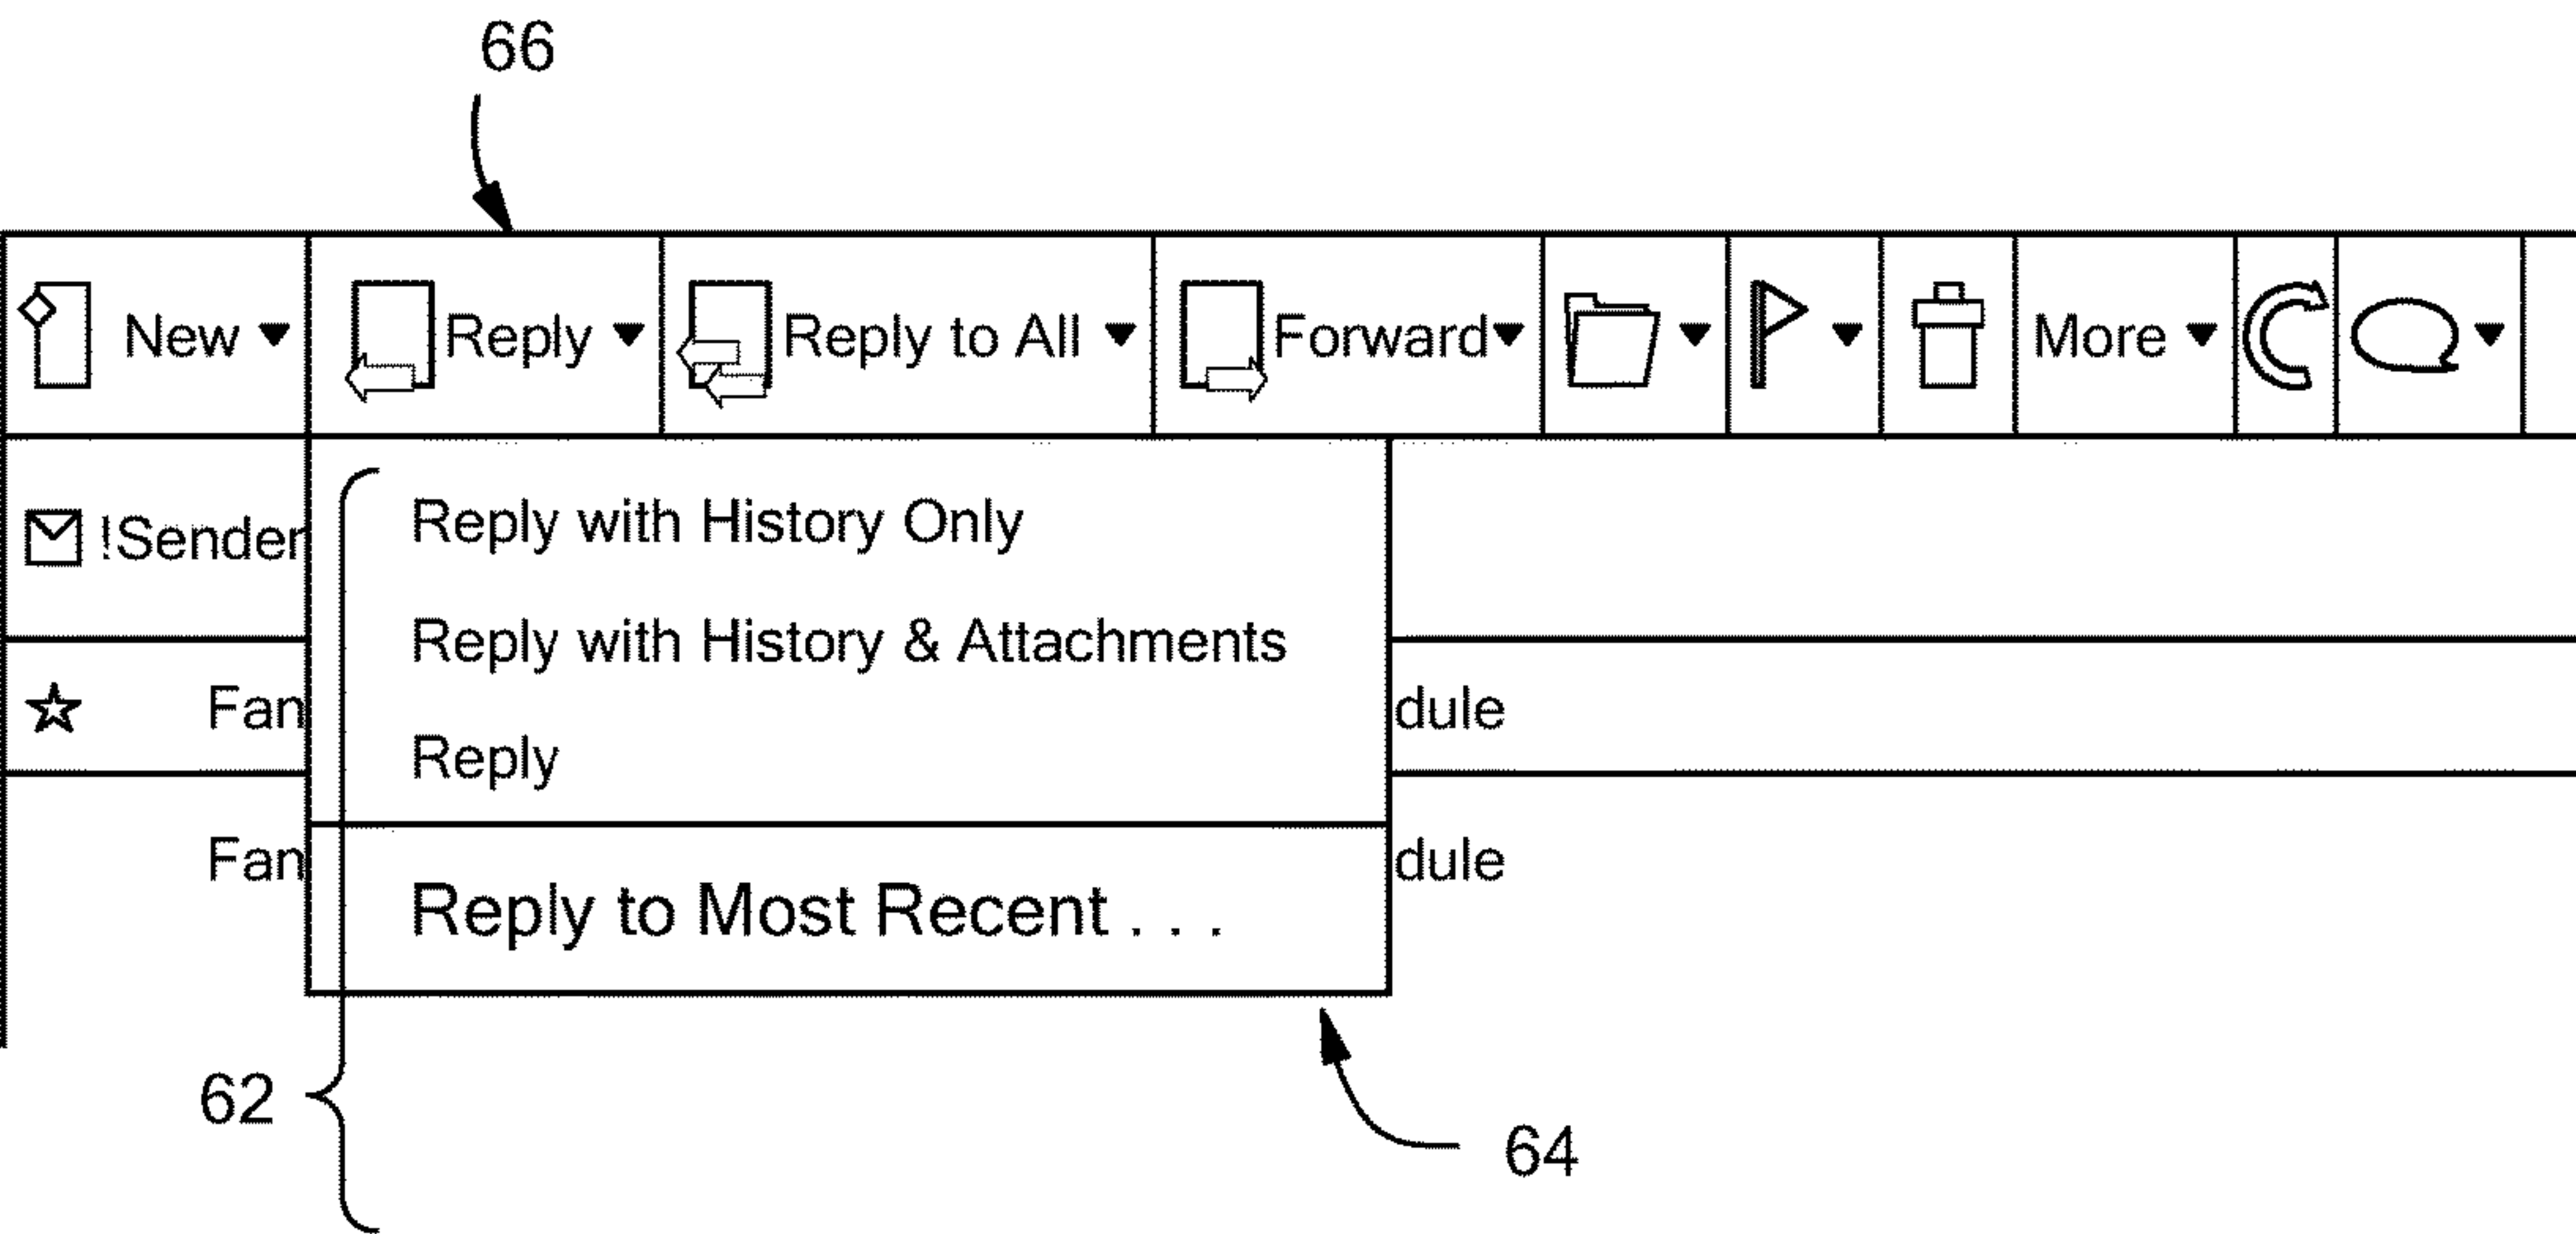 66
New Reply Reply to All Forward More
!Sender
Reply with History Only
Reply with History & Attachments
Fan dule
Reply
Fan dule
Reply to Most Recent . . .
62
64